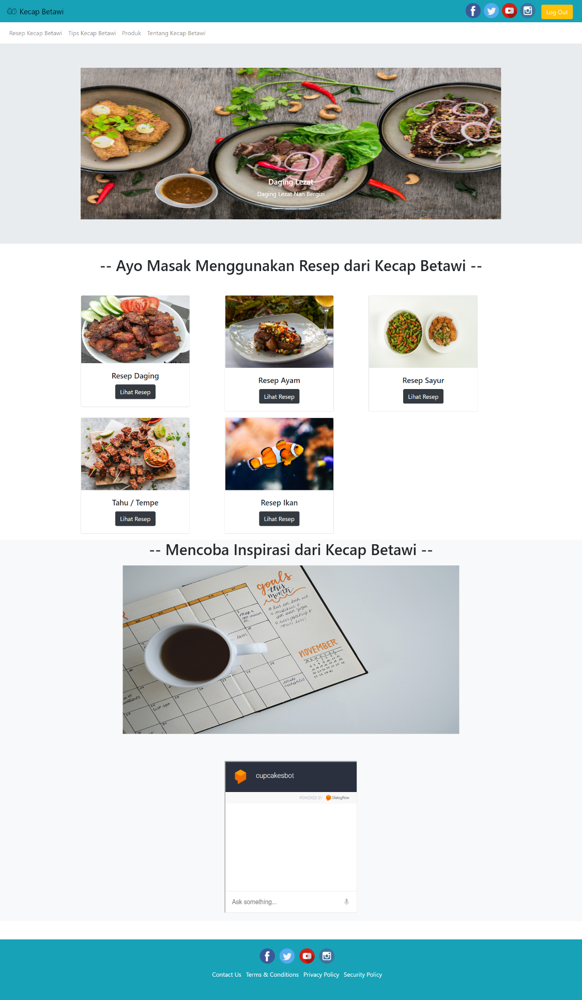 Kecap Betawi
Log Out
Resep Kecap Betawi Tips Kecap Betawi Produk Tentang Kecap Betawi
Daging Lezat
Daging Lezat Nan Bergizi
-- Ayo Masak Menggunakan Resep dari Kecap Betawi --
Resep Daging
Lihat Resep
Resep Ayam
Lihat Resep
Resep Sayur
Lihat Resep
Tahu / Tempe
Lihat Resep
Resep Ikan
Lihat Resep
-- Mencoba Inspirasi dari Kecap Betawi --
goals
this
month
NOVEMBER
cupcakesbot
POWERED BY Dialogflow
Ask something...
Contact Us Terms & Conditions Privacy Policy Security Policy